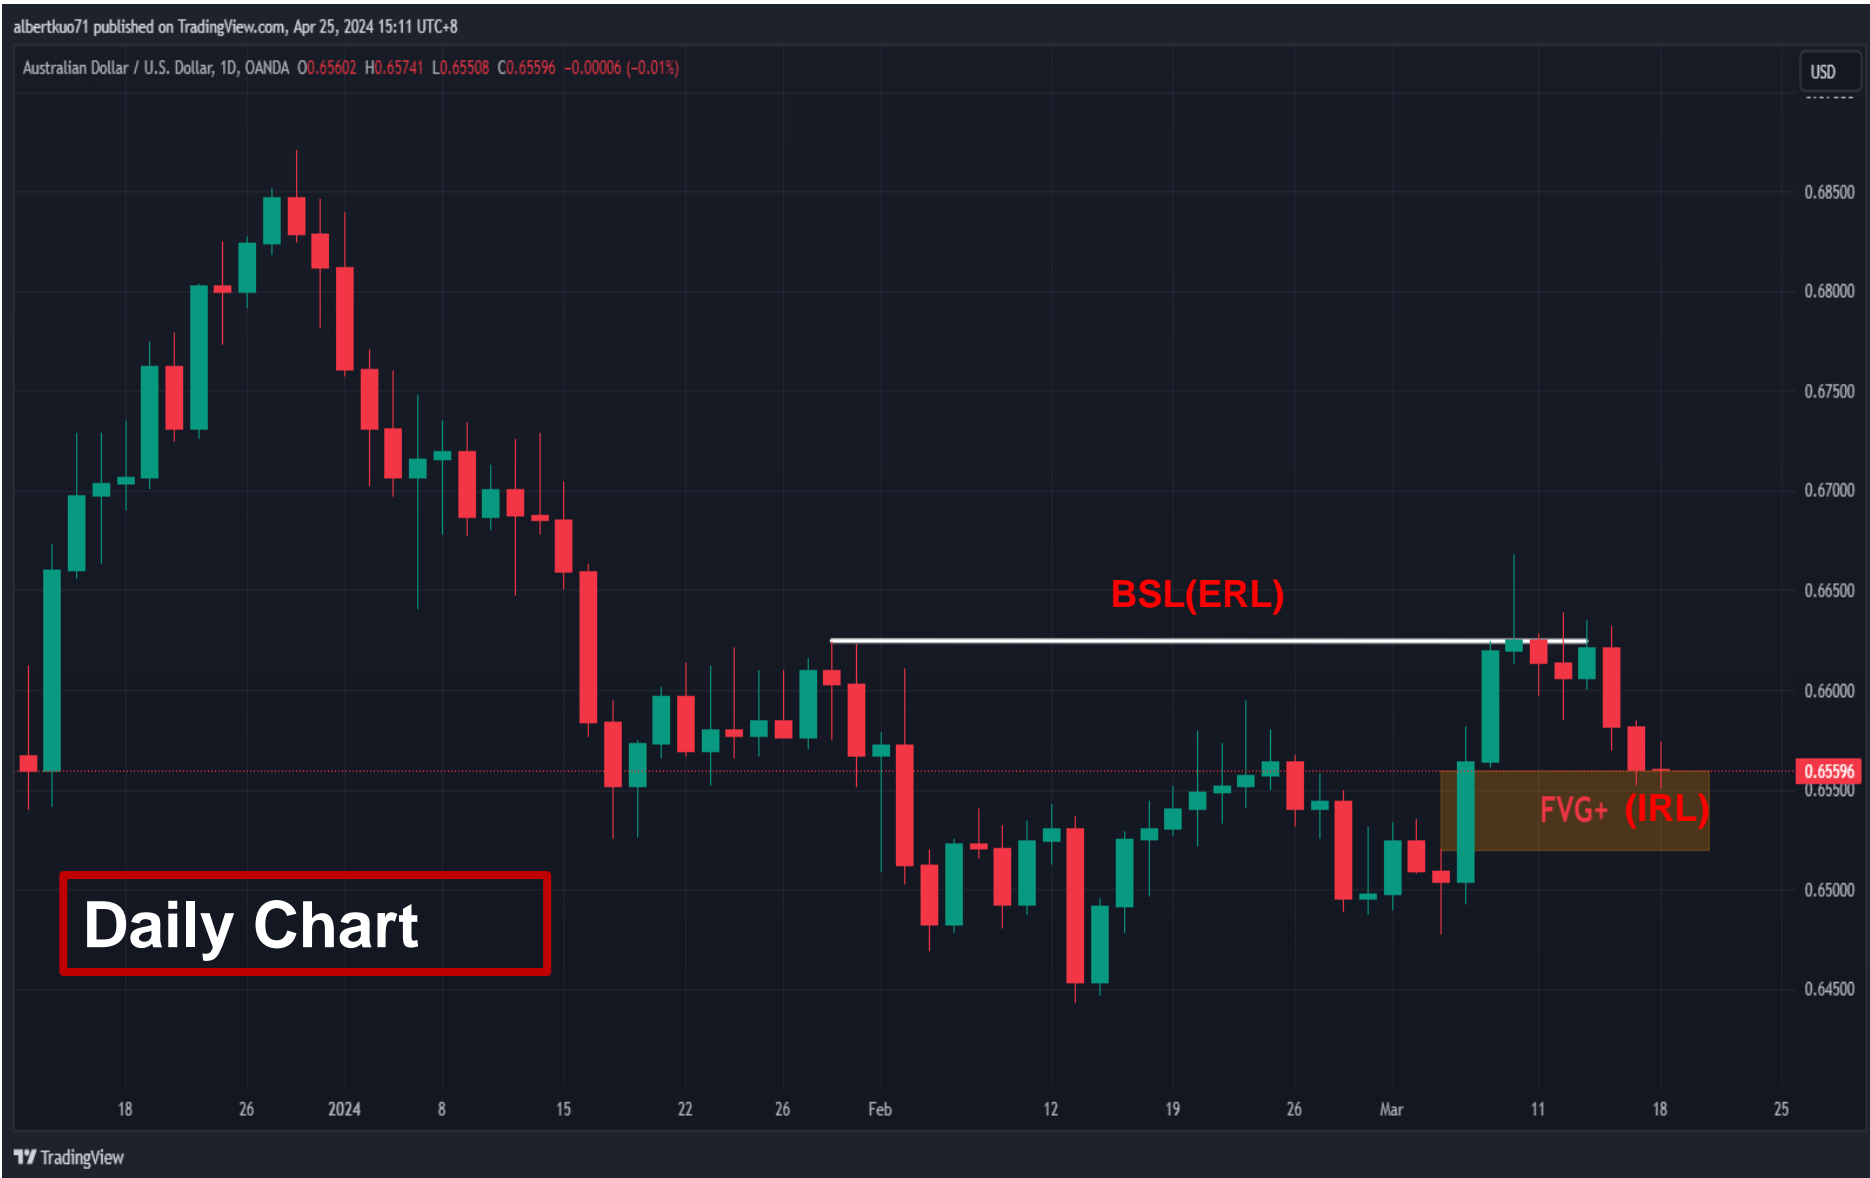 albertkuo71 published on TradingView.com, Apr 25, 2024 15:11 UTC+8
Australian Dollar / U.S. Dollar, 1D, OANDA O0.65602 H0.65741 L0.65508 C0.65596 −0.00006 (−0.01%)
USD
0.68500
0.68000
0.67500
0.67000
BSL(ERL)
0.66500
0.66000
0.65596
0.65500
FVG+ (IRL)
0.65000
Daily Chart
0.64500
18 26 2024 8 15 22 26 Feb 12 19 26 Mar 11 18 25
TradingView